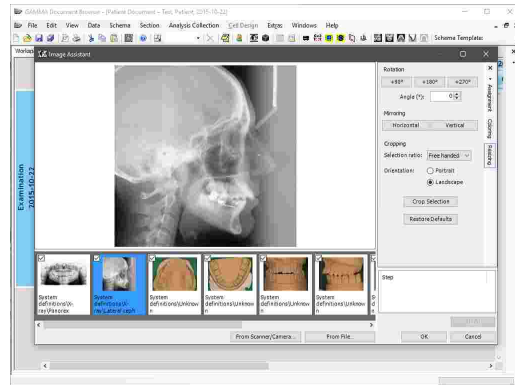 GAMMA Document Browser - [Patient Document - Test, Patient, 2015-10-22]
File Edit View Data Schema Section Analysis Collection Cell Design Extras Windows Help
Scheme Template:
Image Assistant
Examination
2015-10-22
Rotation
+90° +180° +270°
Angle (°): 0
Mirroring
Horizontal Vertical
Cropping
Selection ratio: Free handed
Orientation: Portrait
Landscape
Crop Selection
Restore Defaults
Assignment
Coloring
System definitions\X-ray\Panorex
System definitions\X-ray\Lateral ceph
System definitions\Unknown
System definitions\Unknown
System definitions\Unknown
System definitions\Unknown
Step
From Scanner/Camera...
From File...
OK
Cancel